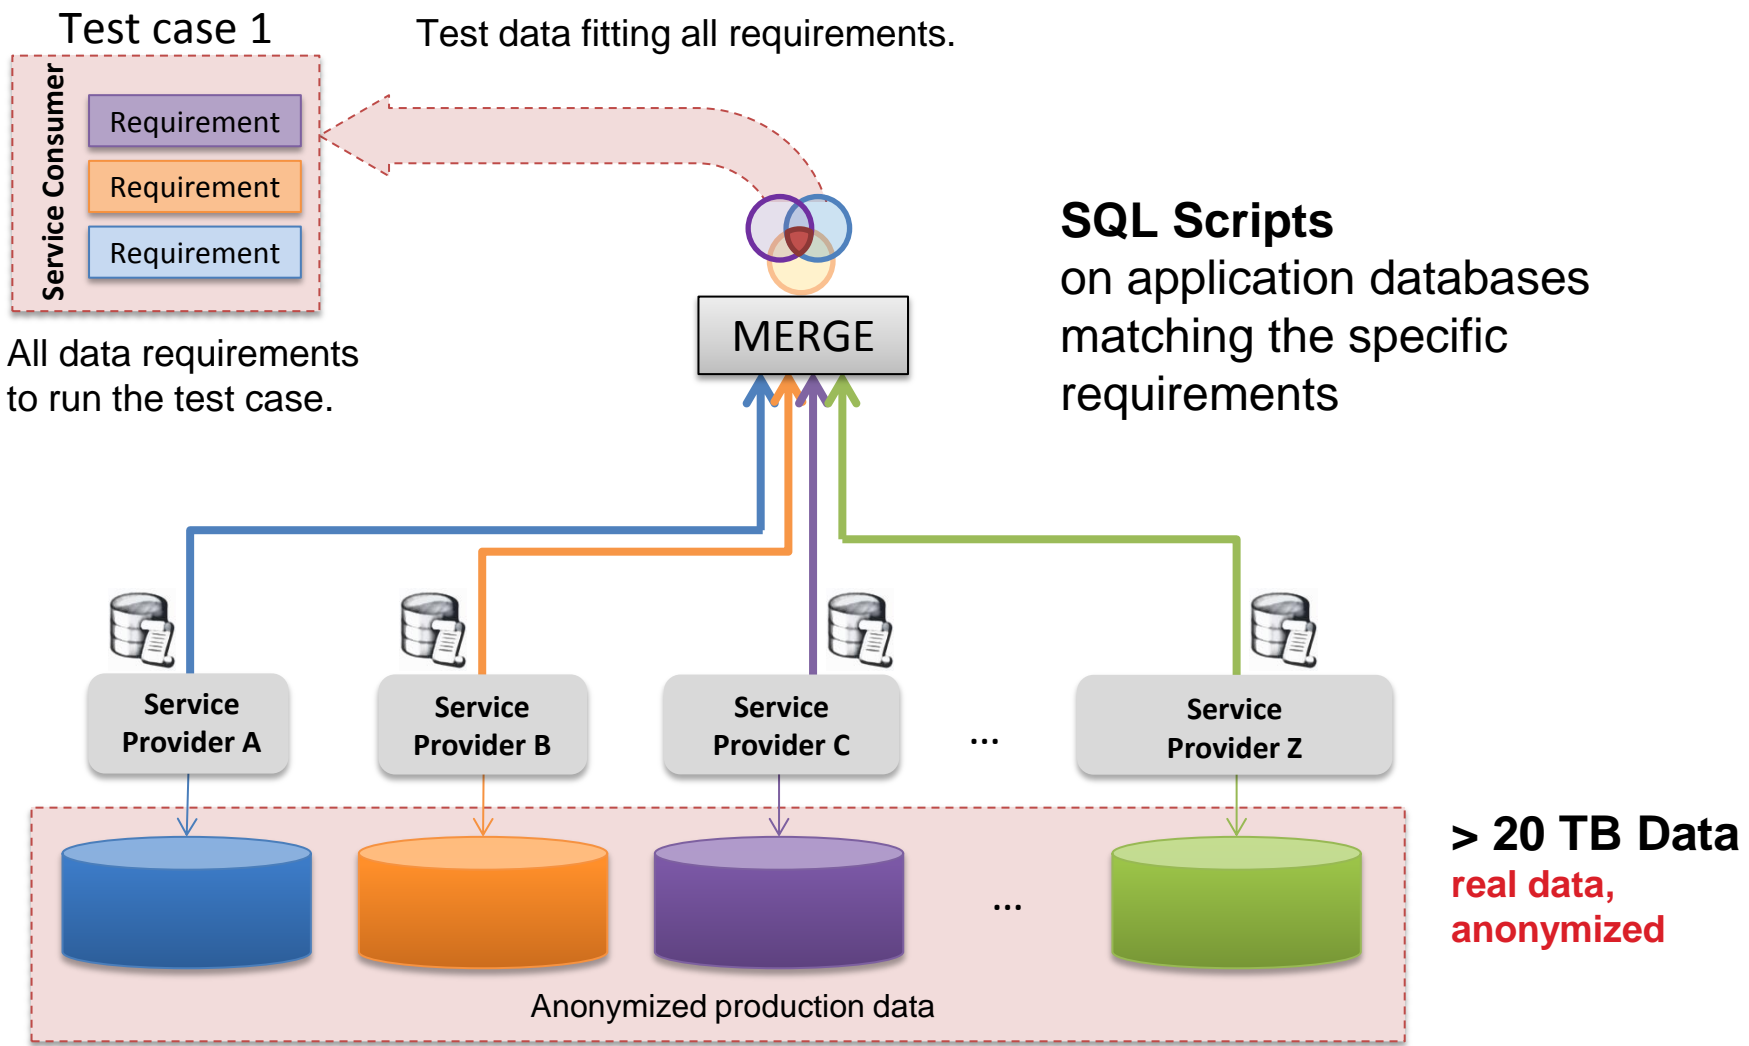 Test case 1
Test data fitting all requirements.
Service Consumer
Requirement
Requirement
Requirement
All data requirements
to run the test case.
MERGE
SQL Scripts
on application databases
matching the specific
requirements
Service
Provider A
Service
Provider B
Service
Provider C
...
Service
Provider Z
...
Anonymized production data
> 20 TB Data
real data,
anonymized